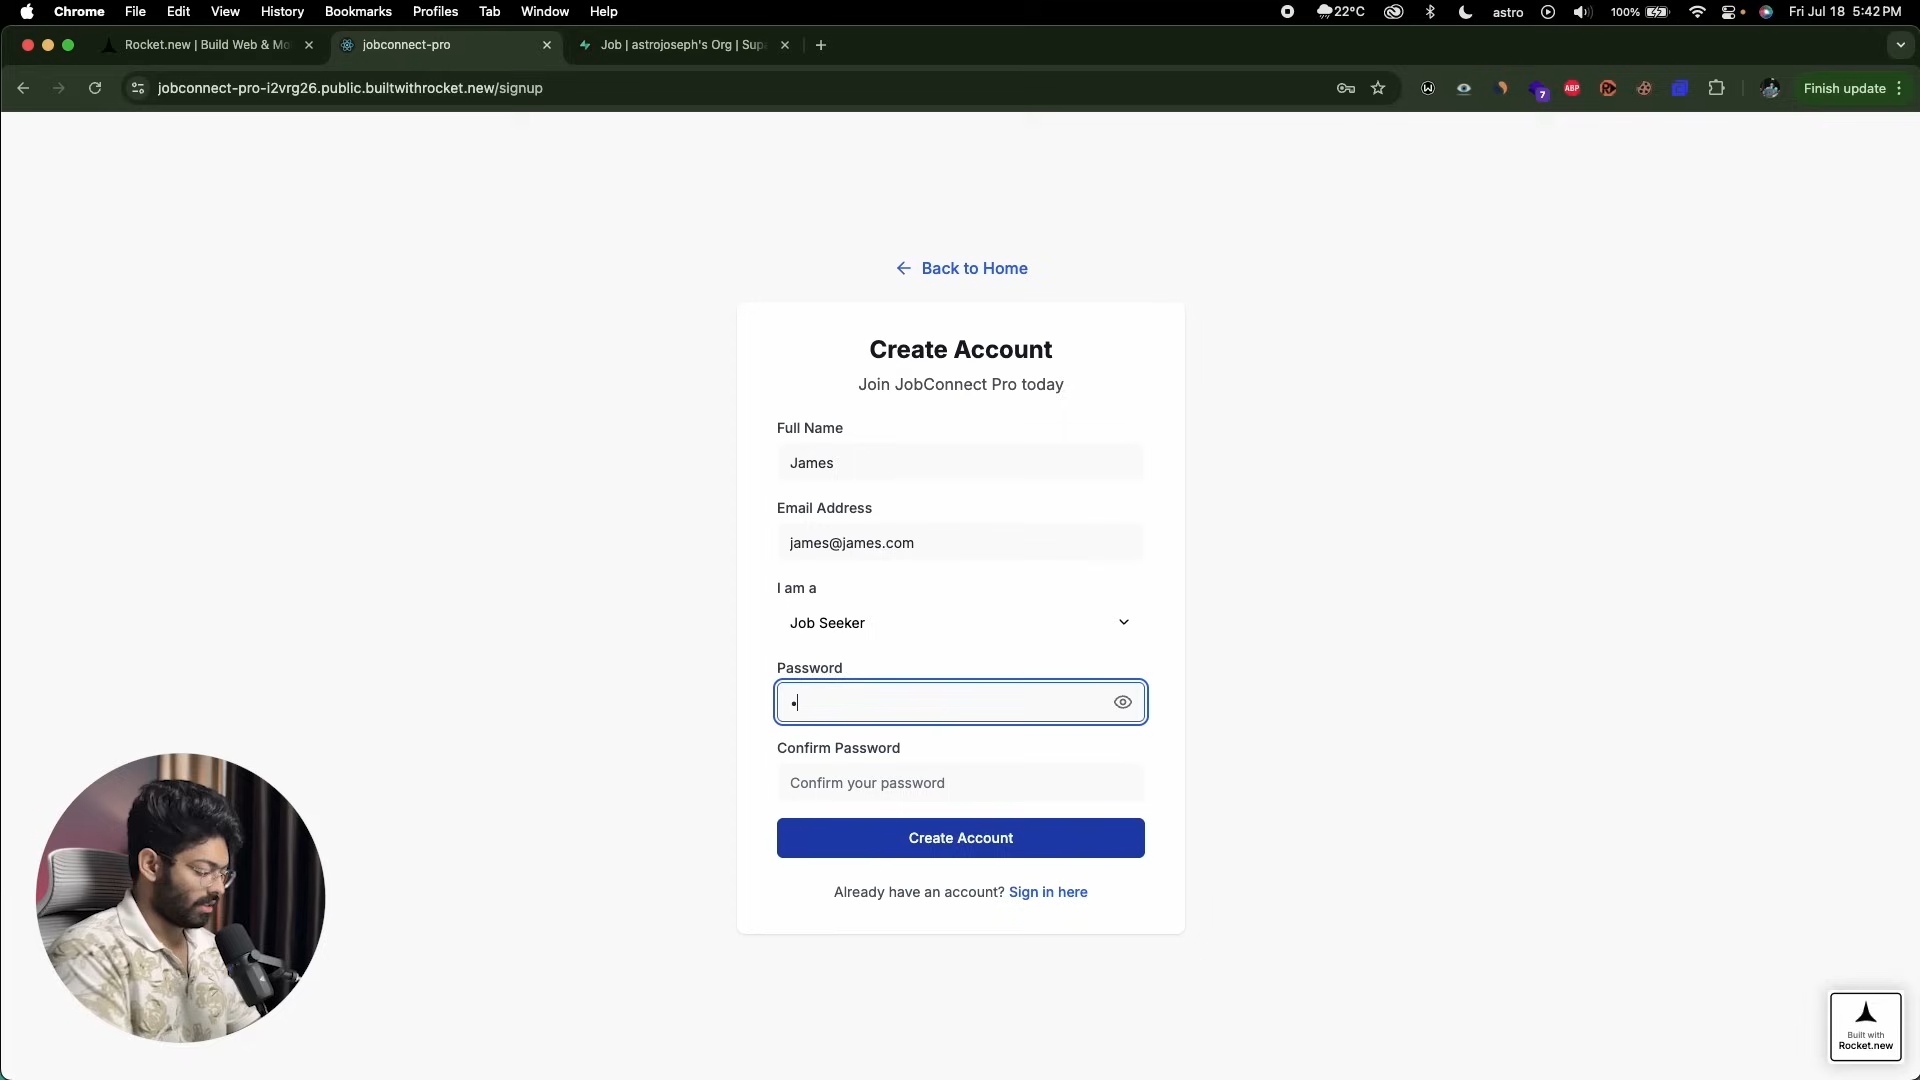 Chrome File Edit View History Bookmarks Profiles Tab Window Help 22°C astro 100% Fri Jul 18 5:42 PM
Rocket.new | Build Web & Mo jobconnect-pro Job | astrojoseph's Org | Sup
jobconnect-pro-i2vrg26.public.builtwithrocket.new/signup W 7 ABP Finish update
Back to Home
Create Account
Join JobConnect Pro today
Full Name
James
Email Address
james@james.com
I am a
Job Seeker
Password
Confirm Password
Confirm your password
Create Account
Already have an account? Sign in here
Built with
Rocket.new